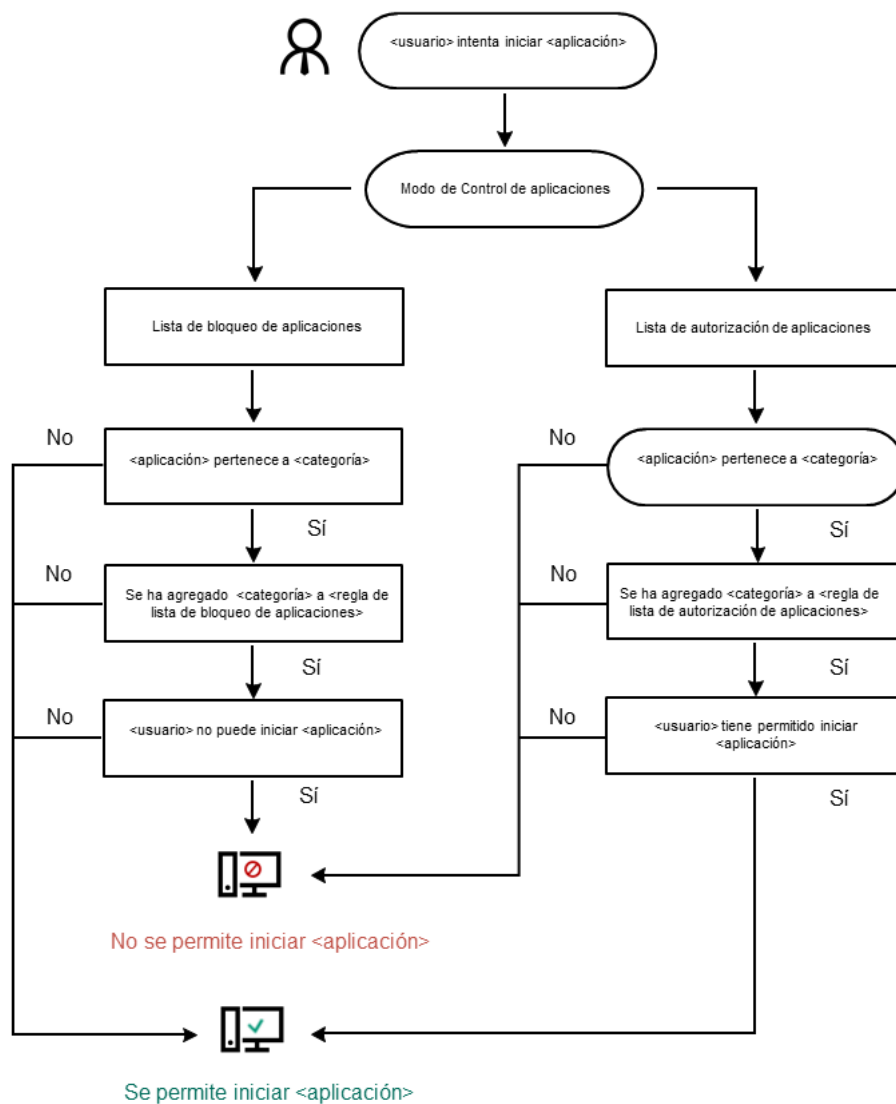 <usuario> intenta iniciar <aplicación>
Modo de Control de aplicaciones
Lista de bloqueo de aplicaciones
Lista de autorización de aplicaciones
No
<aplicación> pertenece a <categoría>
No
<aplicación> pertenece a <categoría>
Sí
Sí
No
Se ha agregado <categoría> a <regla de
lista de bloqueo de aplicaciones>
No
Se ha agregado <categoría> a <regla de
lista de autorización de aplicaciones>
Sí
Sí
No
<usuario> no puede iniciar <aplicación>
No
<usuario> tiene permitido iniciar
<aplicación>
Sí
Sí
No se permite iniciar <aplicación>
Se permite iniciar <aplicación>